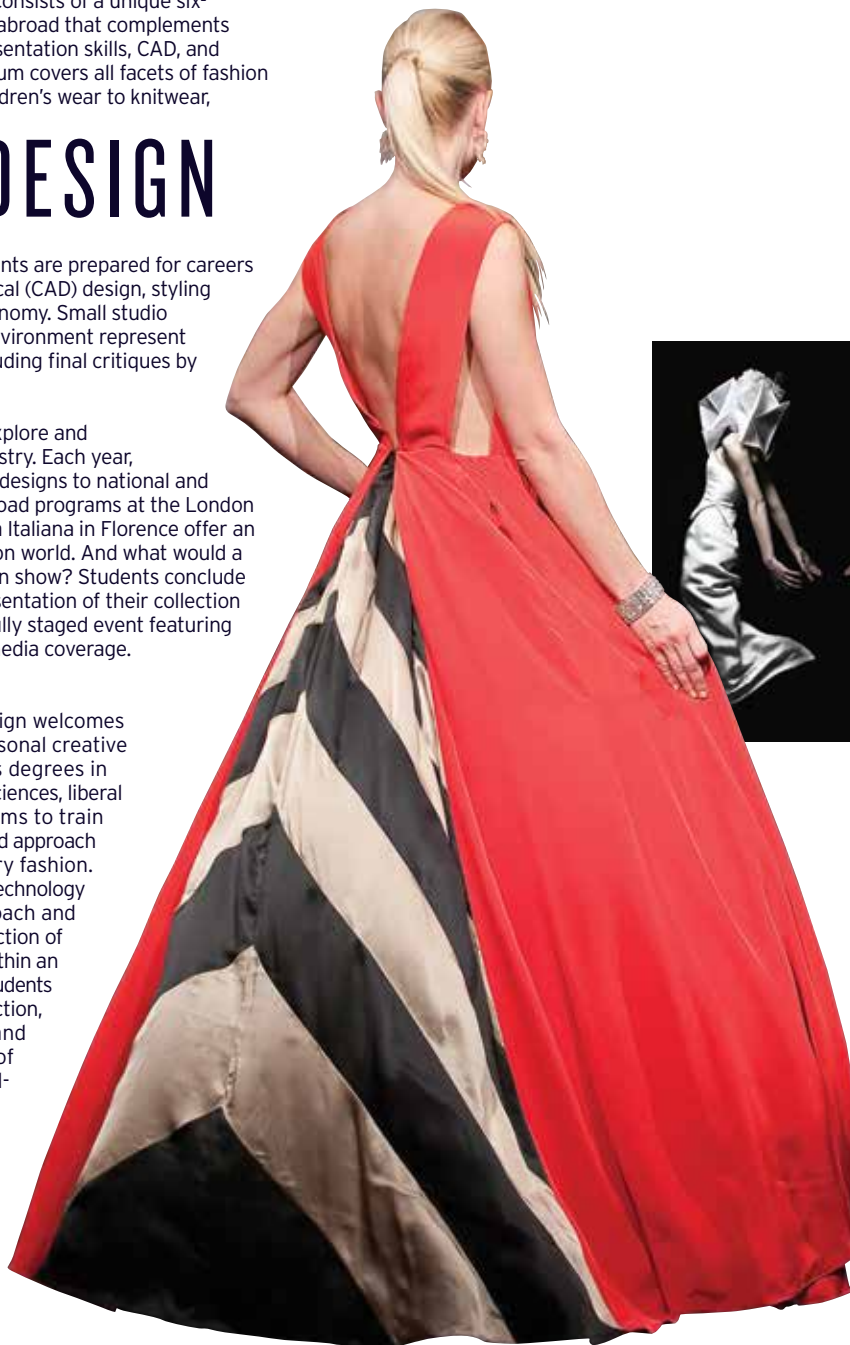 consists of a unique six-
abroad that complements
sentation skills, CAD, and
um covers all facets of fashion
dren's wear to knitwear,
DESIGN
nts are prepared for careers
cal (CAD) design, styling
nomy. Small studio
vironment represent
uding final critiques by
xplore and
stry. Each year,
designs to national and
oad programs at the London
a Italiana in Florence offer an
on world. And what would a
n show? Students conclude
sentation of their collection
ully staged event featuring
edia coverage.
ign welcomes
sonal creative
s degrees in
ciences, liberal
ms to train
d approach
ry fashion.
echnology
oach and
ction of
thin an
udents
ction,
and
of
l-